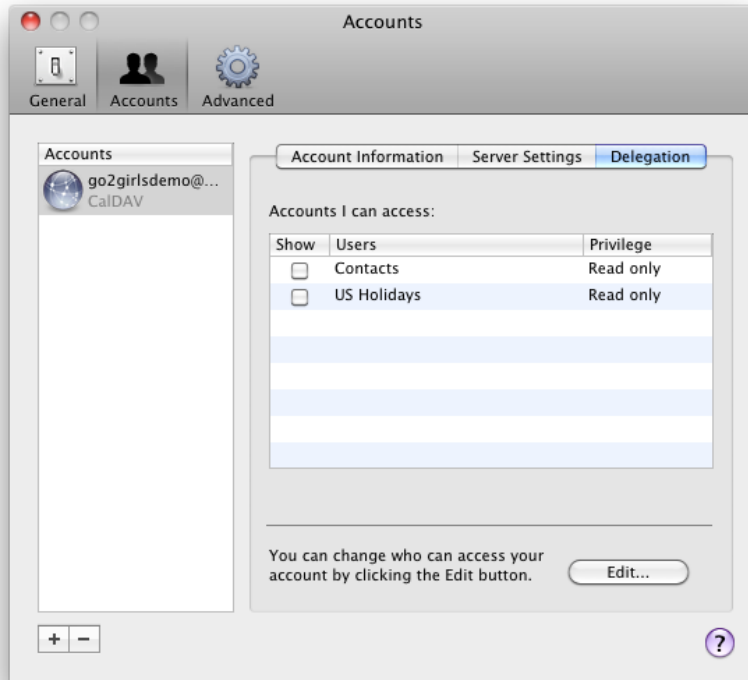 Accounts
General Accounts Advanced
Accounts
go2girlsdemo@...
CalDAV
Account Information Server Settings Delegation
Accounts I can access:
Show Users Privilege
Contacts Read only
US Holidays Read only
You can change who can access your
account by clicking the Edit button.
Edit...
+ −
?